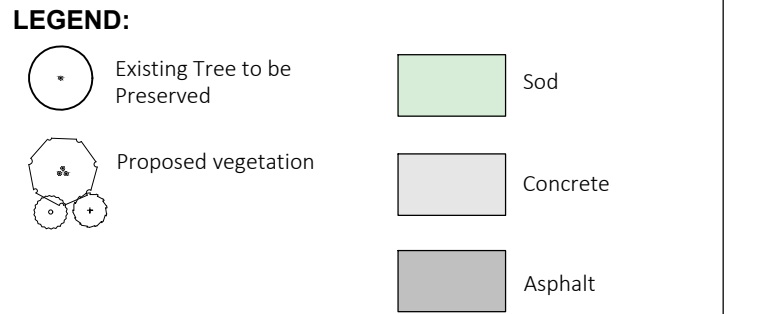 LEGEND:
Existing Tree to be
Preserved
Proposed vegetation
Sod
Concrete
Asphalt